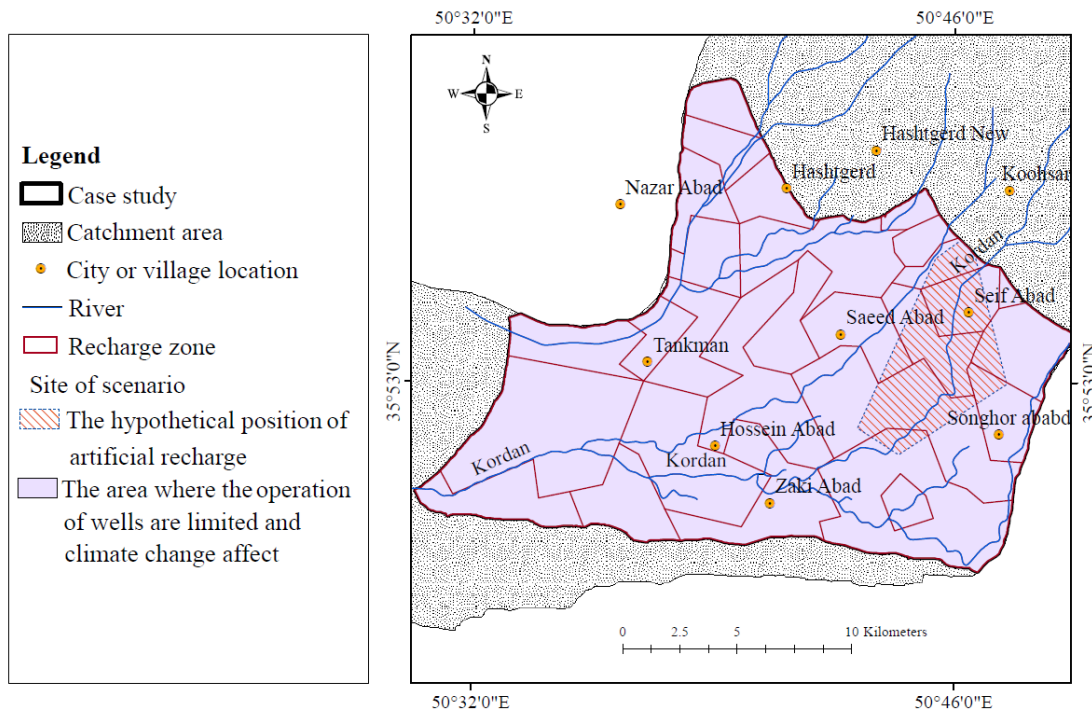 Legend
Case study
Catchment area
City or village location
River
Recharge zone
Site of scenario
The hypothetical position of
artificial recharge
The area where the operation
of wells are limited and
climate change affect
50°32'0"E
50°46'0"E
N
W
E
S
Hashtgerd New
Hashtgerd
Koohsar
Nazar Abad
Kordan
Seif Abad
Saeed Abad
Tankman
35°53'0"N
35°53'0"N
Songhor ababd
Hossein Abad
Kordan
Kordan
Zaki Abad
0 2.5 5 10 Kilometers
50°32'0"E
50°46'0"E